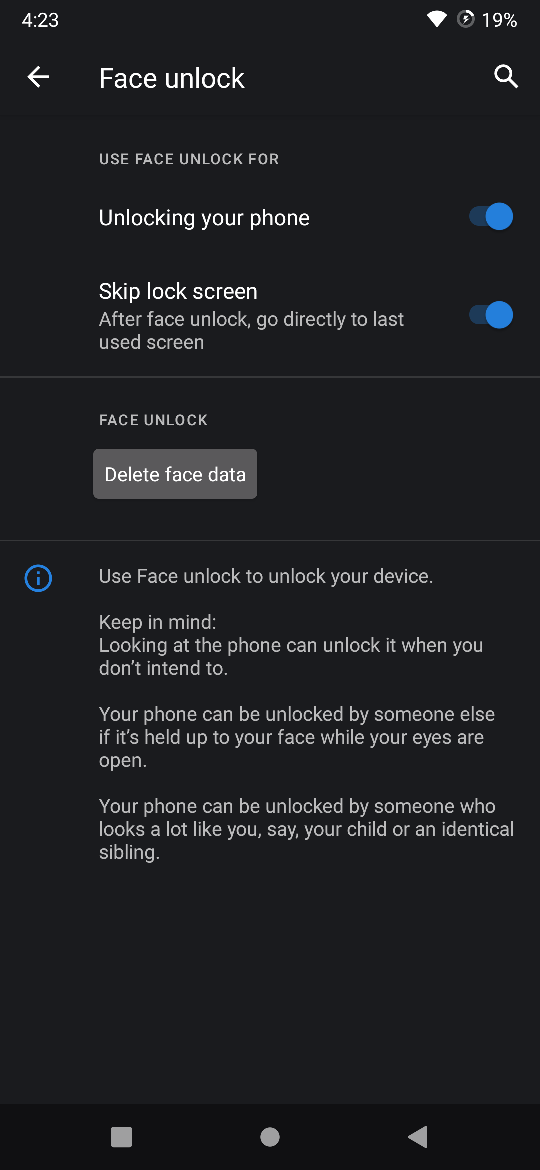 4:23
19%
Face unlock
USE FACE UNLOCK FOR
Unlocking your phone
Skip lock screen
After face unlock, go directly to last
used screen
FACE UNLOCK
Delete face data
Use Face unlock to unlock your device.
Keep in mind:
Looking at the phone can unlock it when you
don’t intend to.
Your phone can be unlocked by someone else
if it’s held up to your face while your eyes are
open.
Your phone can be unlocked by someone who
looks a lot like you, say, your child or an identical
sibling.